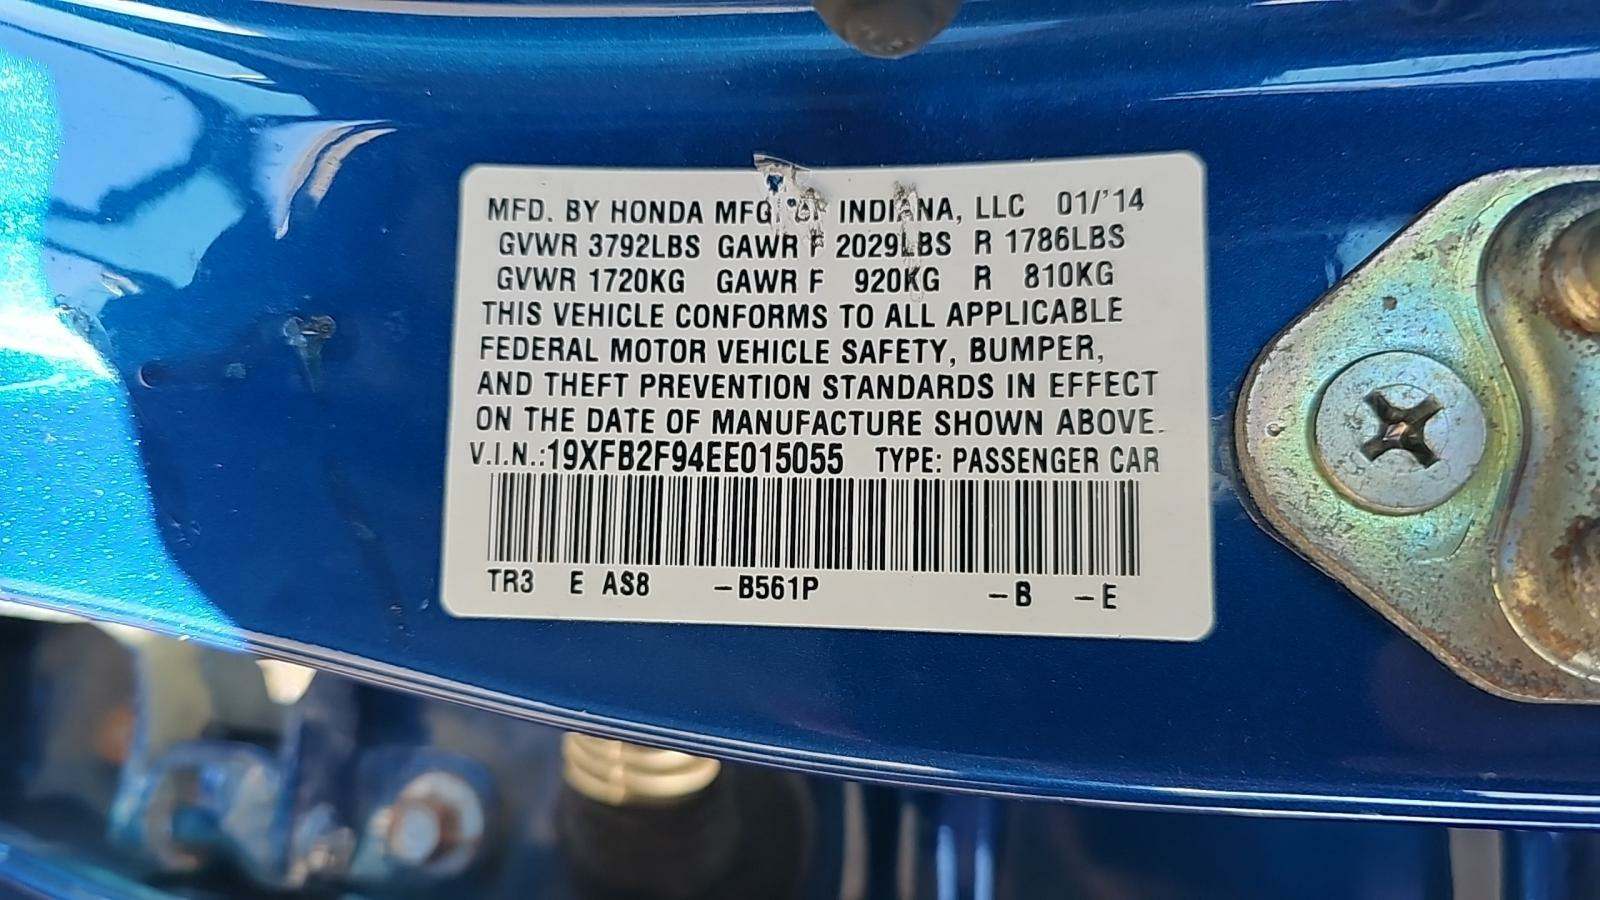 MFD. BY HONDA MFG. OF INDIANA, LLC 01/'14
GVWR 3792LBS GAWR F 2029LBS R 1786LBS
GVWR 1720KG GAWR F 920KG R 810KG
THIS VEHICLE CONFORMS TO ALL APPLICABLE
FEDERAL MOTOR VEHICLE SAFETY, BUMPER,
AND THEFT PREVENTION STANDARDS IN EFFECT
ON THE DATE OF MANUFACTURE SHOWN ABOVE.
V.I.N.:19XFB2F94EE015055 TYPE: PASSENGER CAR
TR3 E AS8 -B561P -B -E